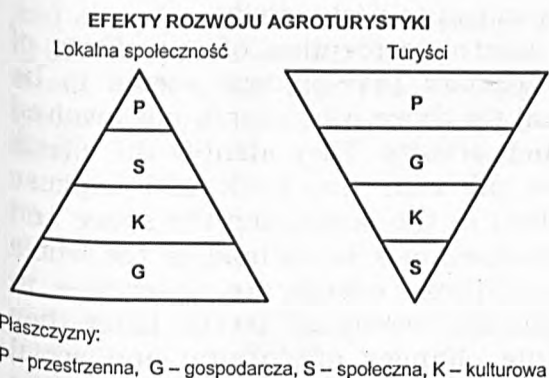 EFEKTY ROZWOJU AGROTURYSTYKI
Lokalna społeczność Turyści
P P
S G
K K
G S
Płaszczyzny:
P – przestrzenna, G – gospodarcza, S – społeczna, K – kulturowa